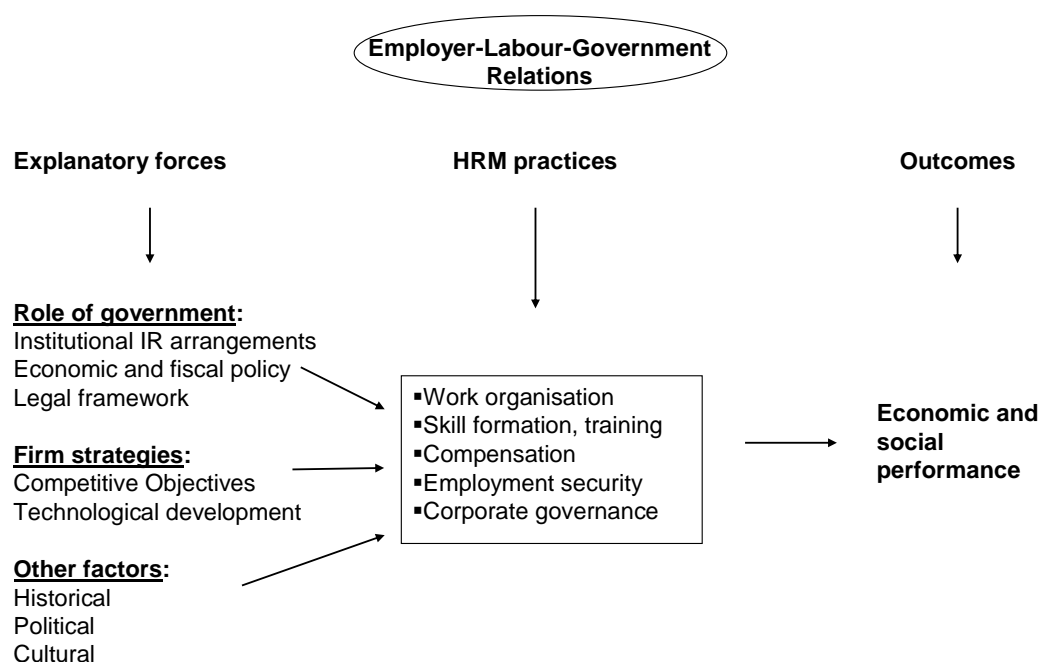 Employer-Labour-Government
Relations
Explanatory forces
HRM practices
Outcomes
Role of government:
Institutional IR arrangements
Economic and fiscal policy
Legal framework
Firm strategies:
Competitive Objectives
Technological development
Other factors:
Historical
Political
Cultural
▪Work organisation
▪Skill formation, training
▪Compensation
▪Employment security
▪Corporate governance
Economic and
social
performance